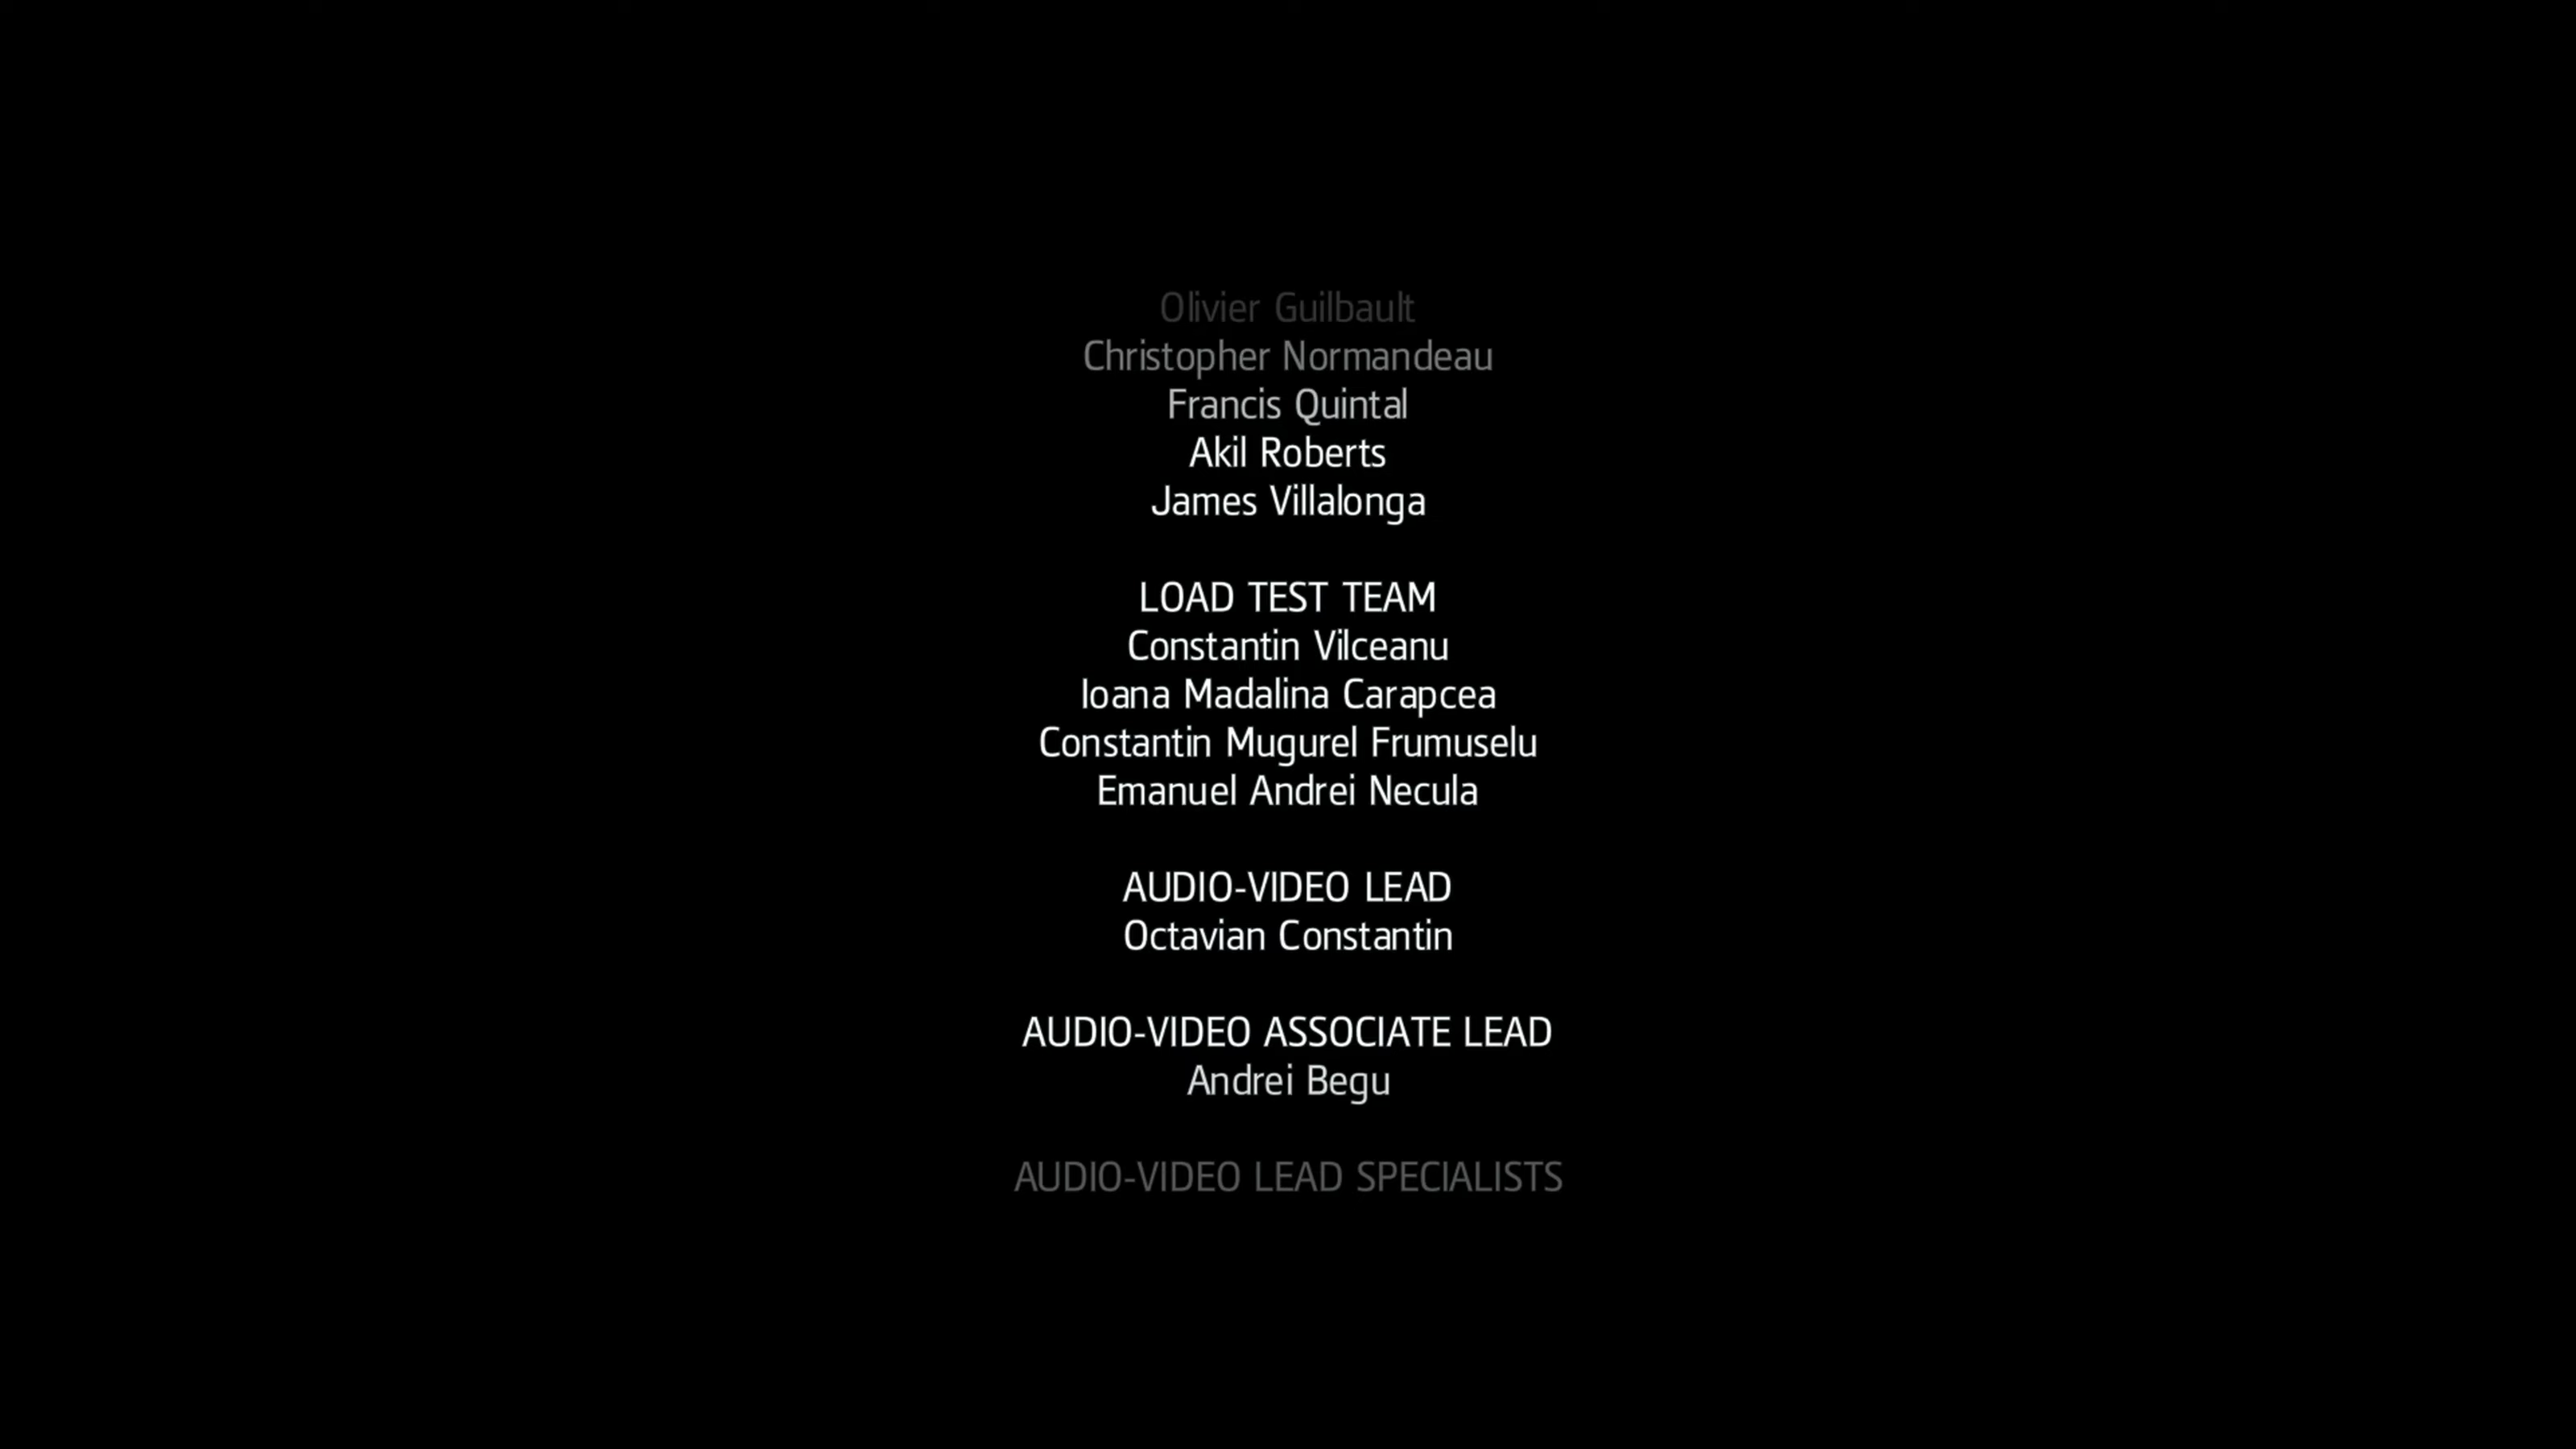 Olivier Guilbault
Christopher Normandeau
Francis Quintal
Akil Roberts
James Villalonga
LOAD TEST TEAM
Constantin Vilceanu
Ioana Madalina Carapcea
Constantin Mugurel Frumuselu
Emanuel Andrei Necula
AUDIO-VIDEO LEAD
Octavian Constantin
AUDIO-VIDEO ASSOCIATE LEAD
Andrei Begu
AUDIO-VIDEO LEAD SPECIALISTS